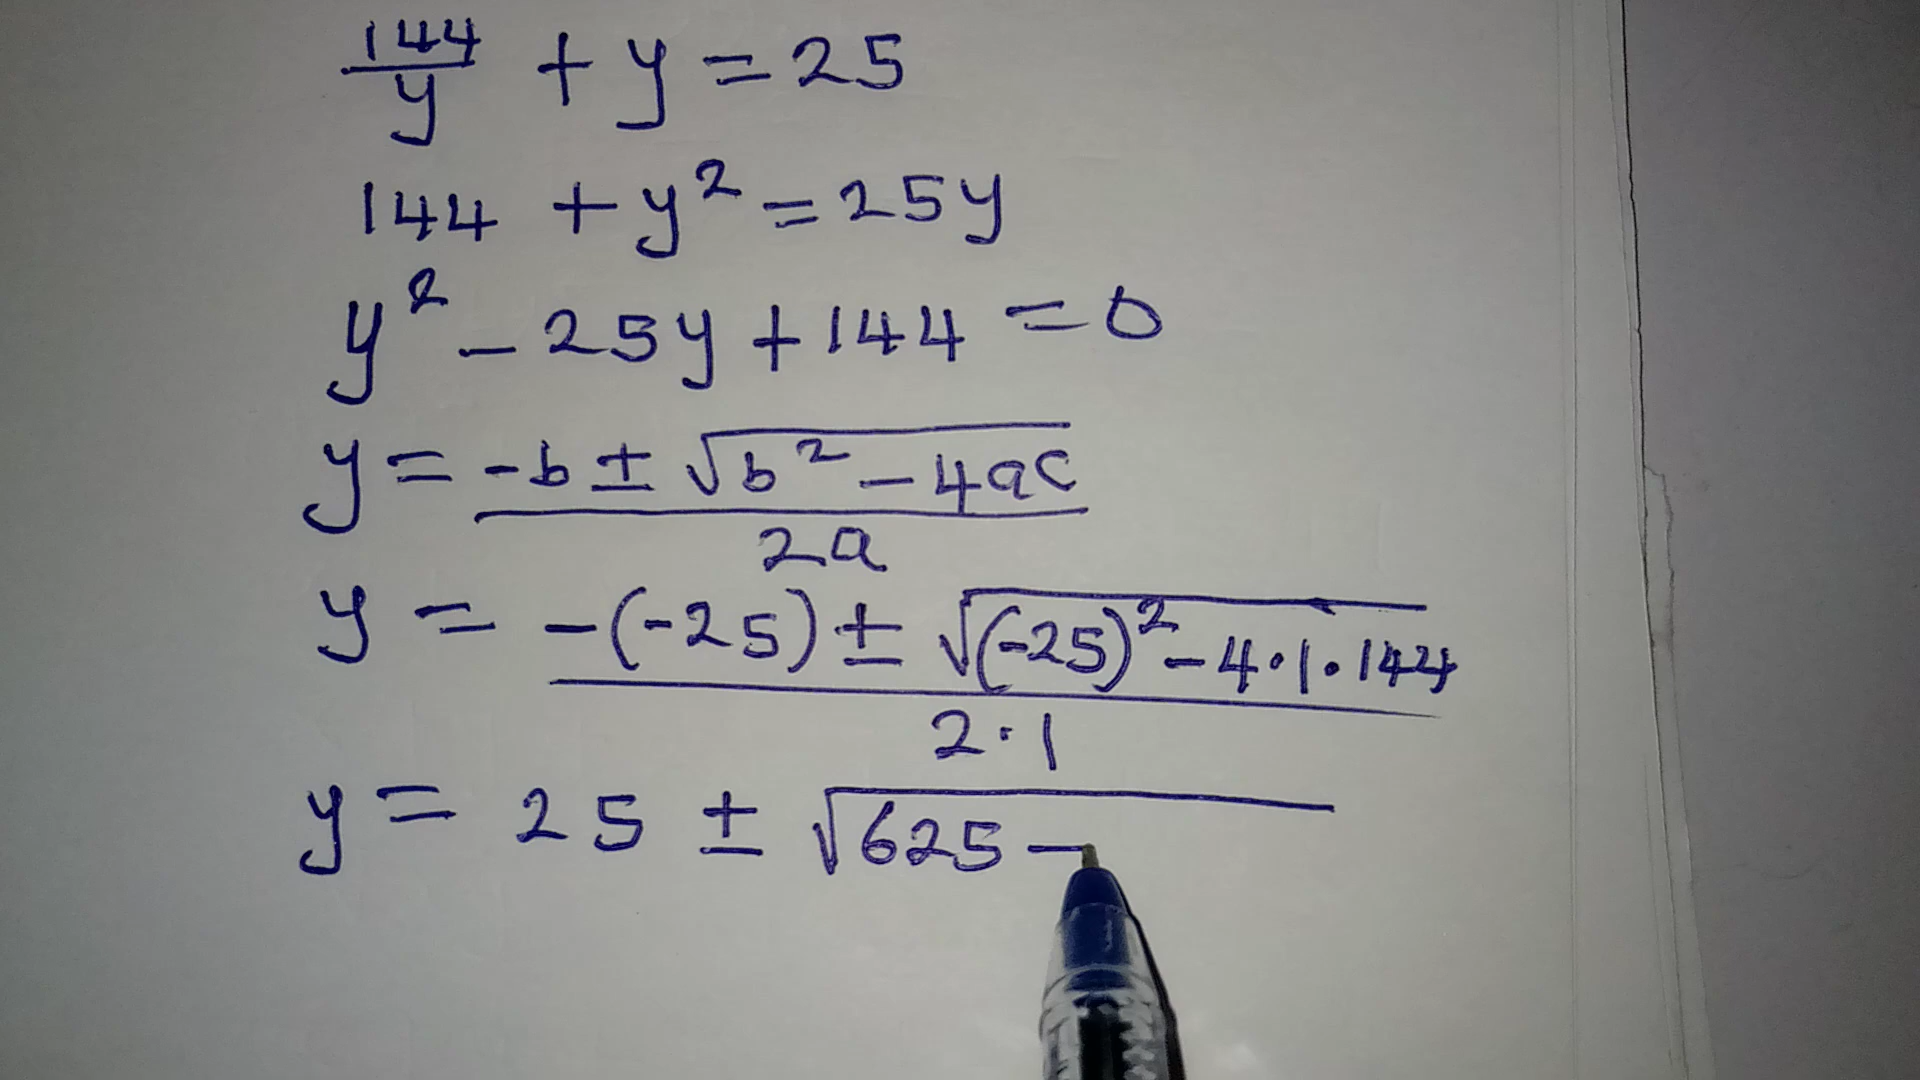 144/y + y = 25
144 + y² = 25y
y² - 25y + 144 = 0
y = (-b ± √(b² - 4ac))/2a
y = (-(-25) ± √((-25)² - 4·1·144))/2·1
y = 25 ± √(625 -